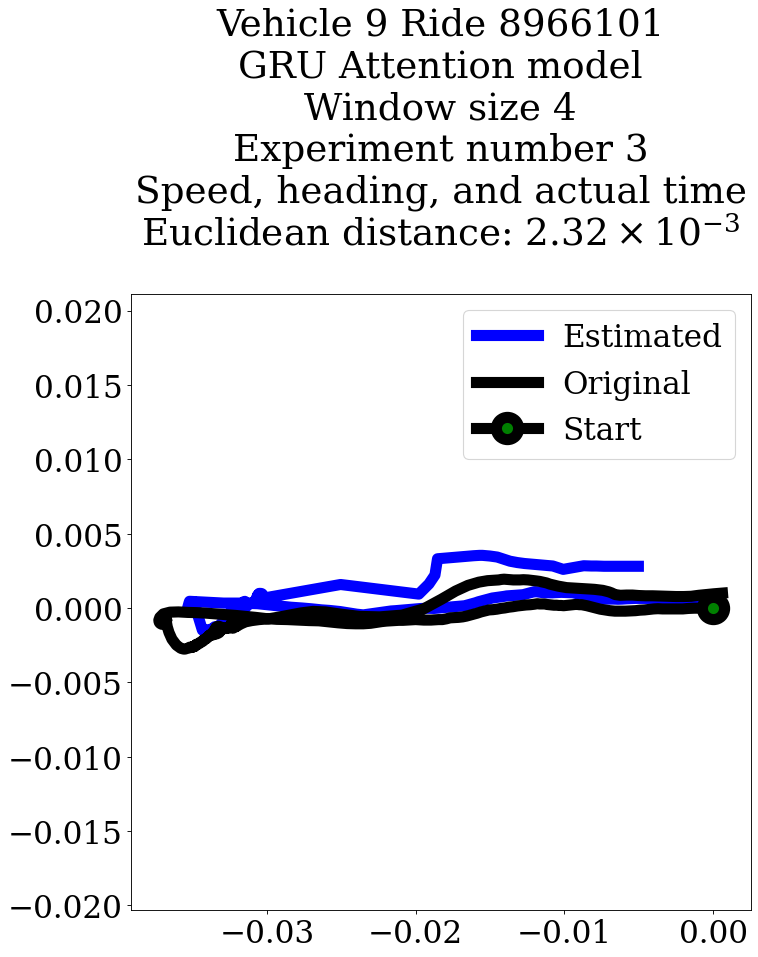 Vehicle 9 Ride 8966101
GRU Attention model
Window size 4
Experiment number 3
Speed, heading, and actual time
Euclidean distance: 2.32 × 10⁻³
Estimated
Original
Start
0.020
0.015
0.010
0.005
0.000
−0.005
−0.010
−0.015
−0.020
−0.03 −0.02 −0.01 0.00